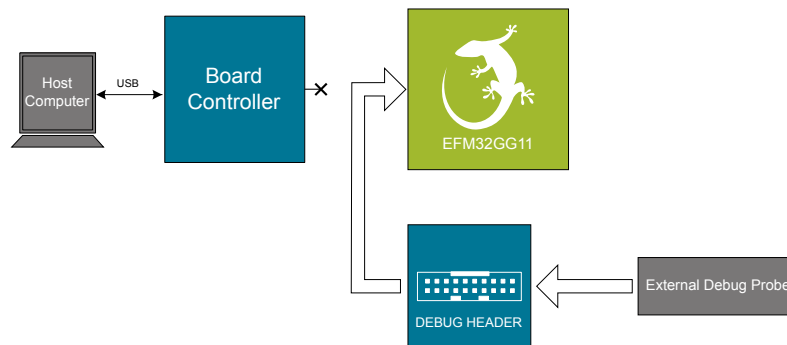 Host
Computer
USB
Board
Controller
EFM32GG11
DEBUG HEADER
External Debug Probe